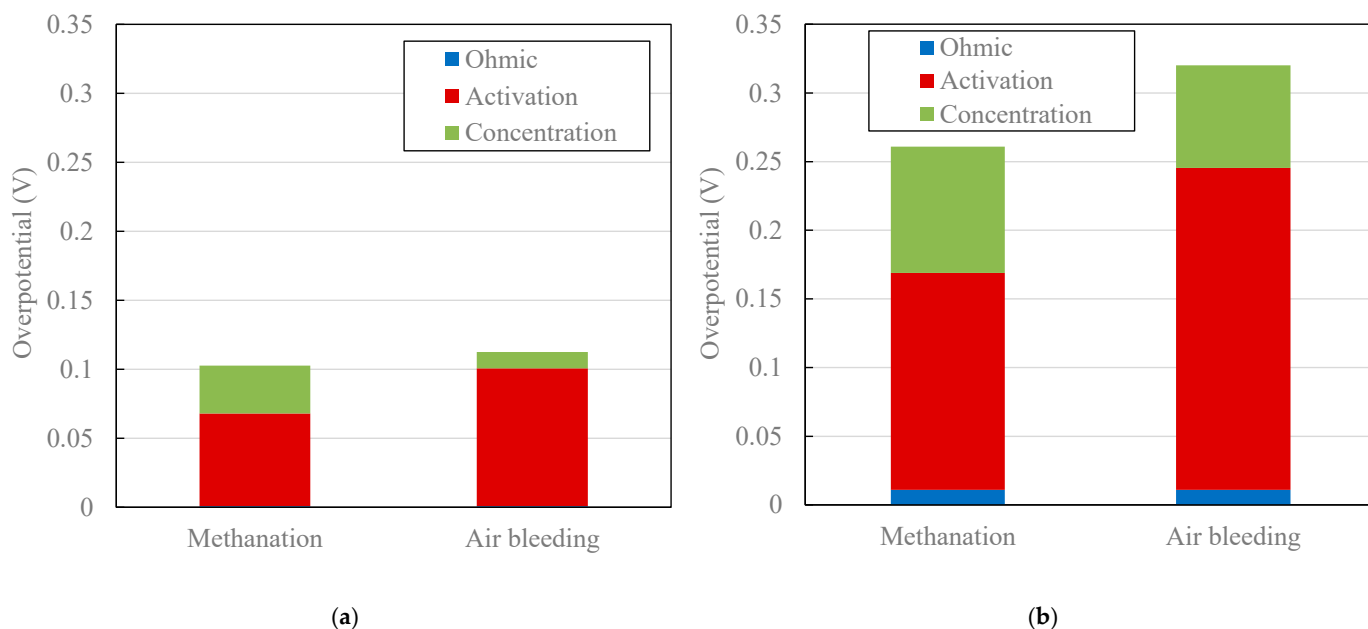 0.35
0.3
0.25
0.2
0.15
0.1
0.05
0
Overpotential (V)
Ohmic
Activation
Concentration
Methanation
Air bleeding
(a)
0.35
0.3
0.25
0.2
0.15
0.1
0.05
0
Overpotential (V)
Ohmic
Activation
Concentration
Methanation
Air bleeding
(b)